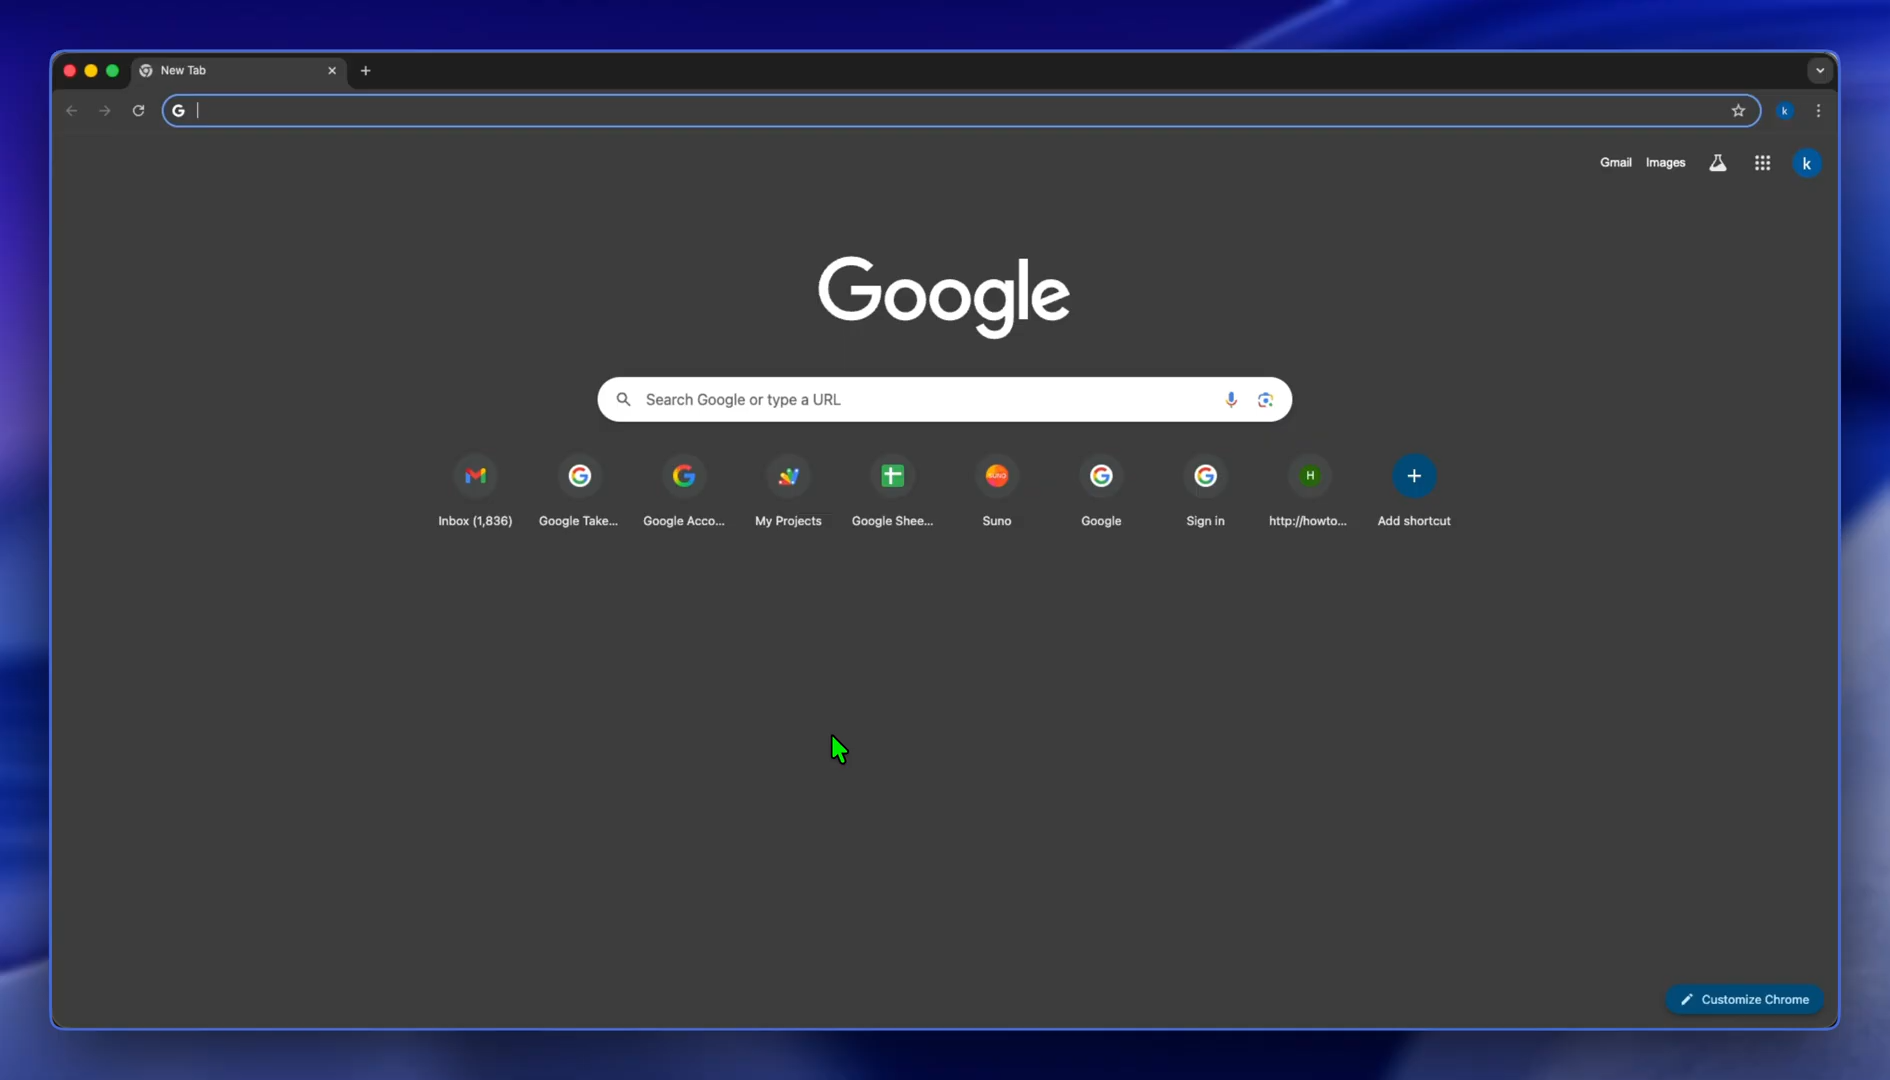 New Tab
Gmail Images k
k
Google
Search Google or type a URL
SUNO
H
Inbox (1,836) Google Take... Google Acco... My Projects Google Shee... Suno Google Sign in http://howto... Add shortcut
Customize Chrome